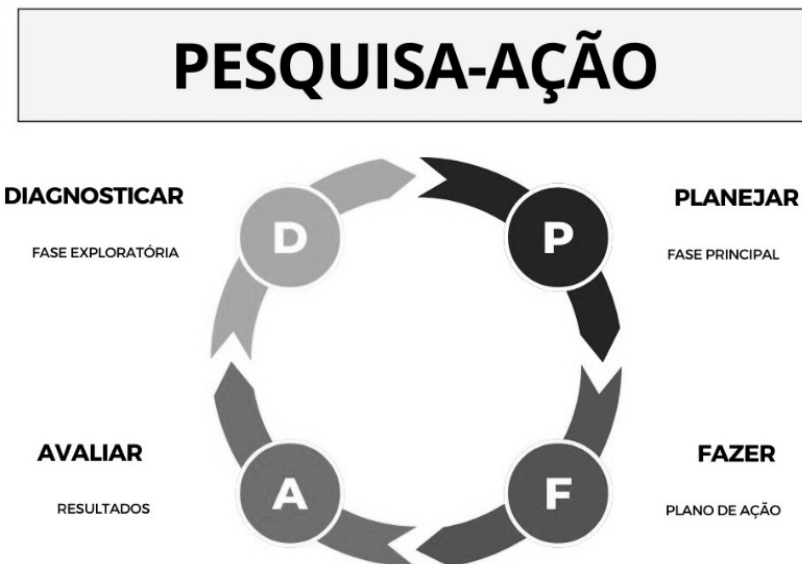 PESQUISA-AÇÃO
DIAGNOSTICAR
FASE EXPLORATÓRIA
D
P
PLANEJAR
FASE PRINCIPAL
AVALIAR
RESULTADOS
A
F
FAZER
PLANO DE AÇÃO